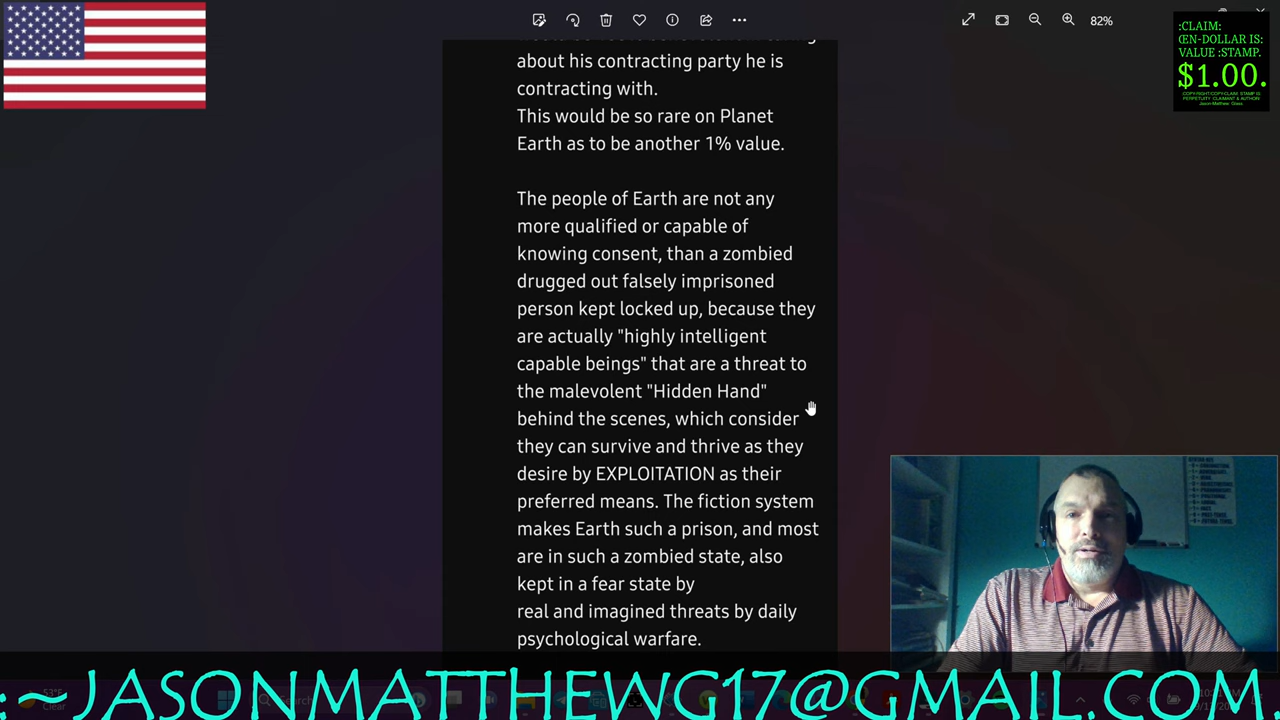 82%
:CLAIM:
ŒN-DOLLAR IS:
VALUE :STAMP.
$1.00.
Jason-Matthew: Glass.
about his contracting party he is
contracting with.
This would be so rare on Planet
Earth as to be another 1% value.
The people of Earth are not any
more qualified or capable of
knowing consent, than a zombied
drugged out falsely imprisoned
person kept locked up, because they
are actually "highly intelligent
capable beings" that are a threat to
the malevolent "Hidden Hand"
behind the scenes, which consider
they can survive and thrive as they
desire by EXPLOITATION as their
preferred means. The fiction system
makes Earth such a prison, and most
are in such a zombied state, also
kept in a fear state by
real and imagined threats by daily
psychological warfare.
53°F
Clear
Search
:~JASONMATTHEWG17@GMAIL.COM.